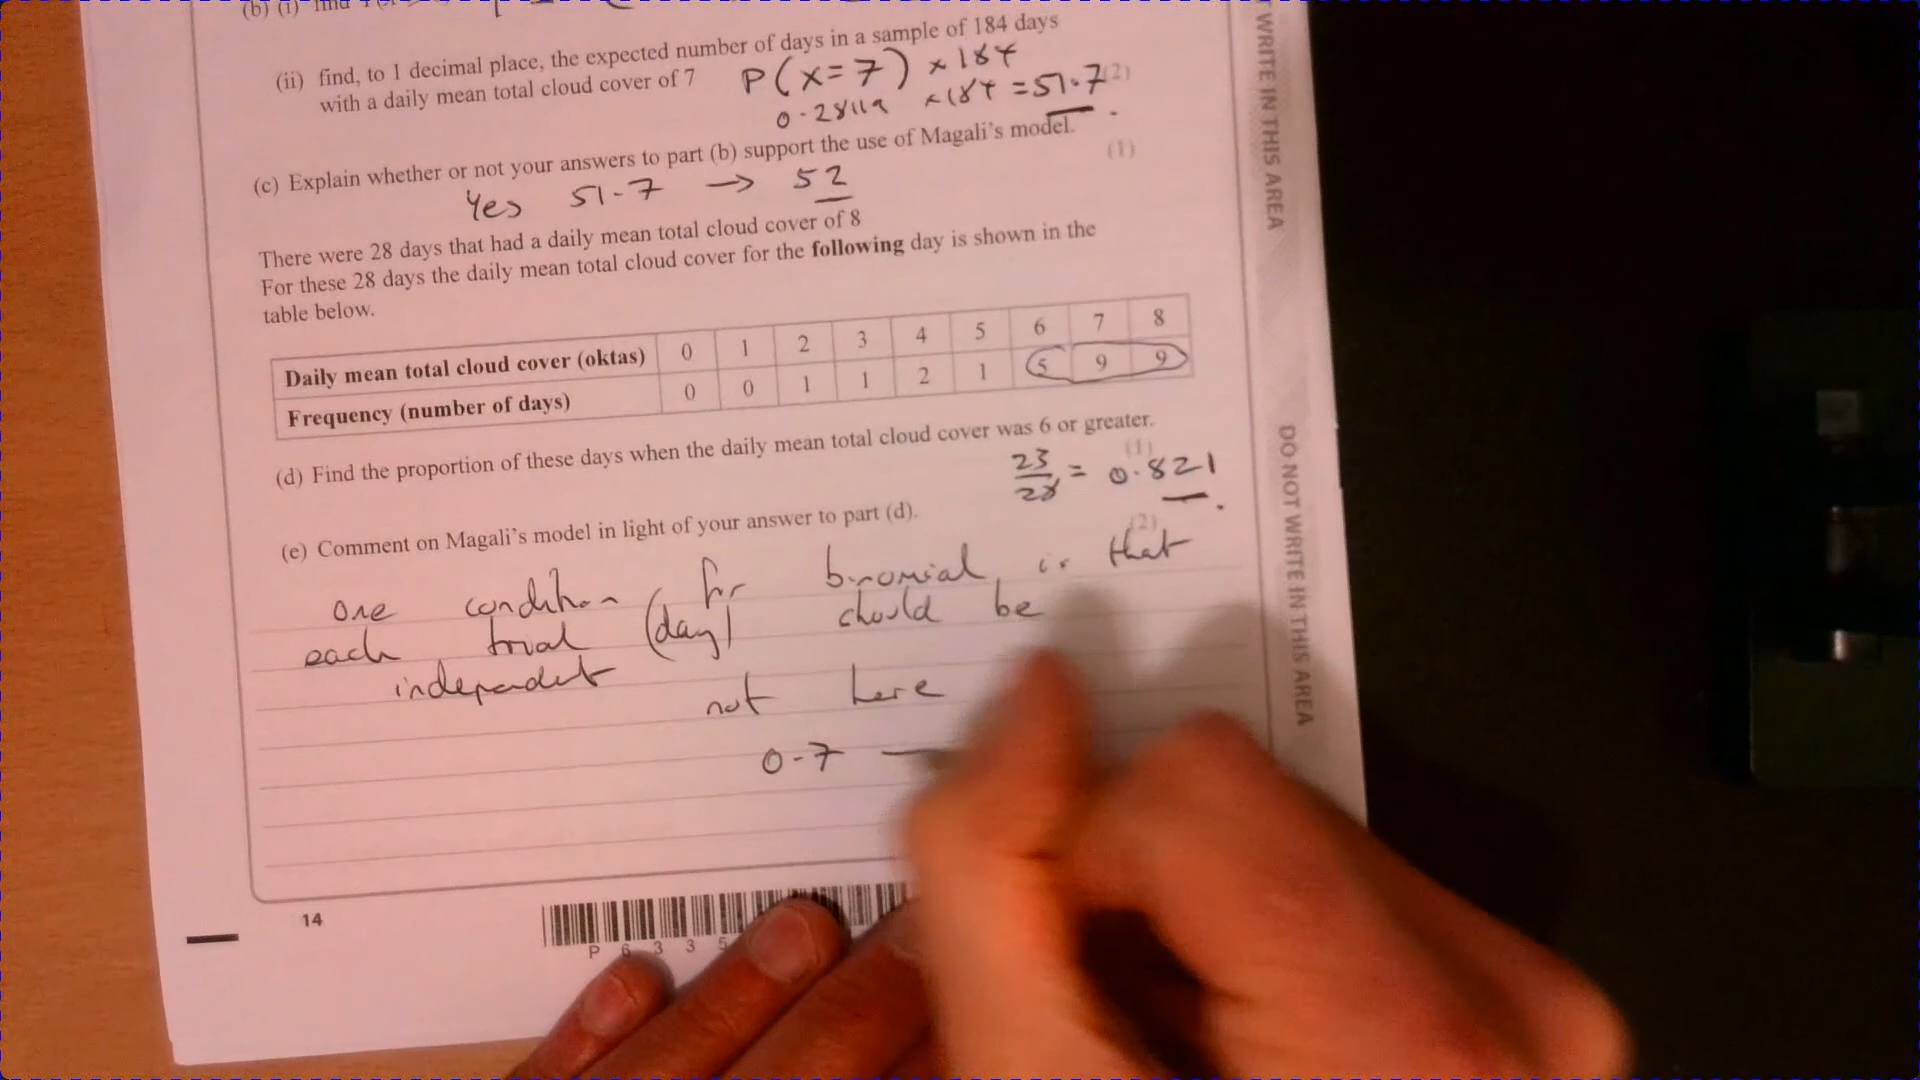 (b) (i)
(ii) find, to 1 decimal place, the expected number of days in a sample of 184 days
with a daily mean total cloud cover of 7
P(x=7) × 184
(2)
0.28119 × 184 = 51.7
(c) Explain whether or not your answers to part (b) support the use of Magali's model.
(1)
Yes 51.7 → 52
There were 28 days that had a daily mean total cloud cover of 8
For these 28 days the daily mean total cloud cover for the following day is shown in the
table below.
Daily mean total cloud cover (oktas) 0 1 2 3 4 5 6 7 8
Frequency (number of days) 0 0 1 1 2 1 5 9 9
(d) Find the proportion of these days when the daily mean total cloud cover was 6 or greater.
(1)
23/28 = 0.821
(e) Comment on Magali's model in light of your answer to part (d).
(2)
one condition for binomial is that
each trial (day) should be
independent
not here
0.7
14
P 6 3 3 5
WRITE IN THIS AREA
DO NOT WRITE IN THIS AREA